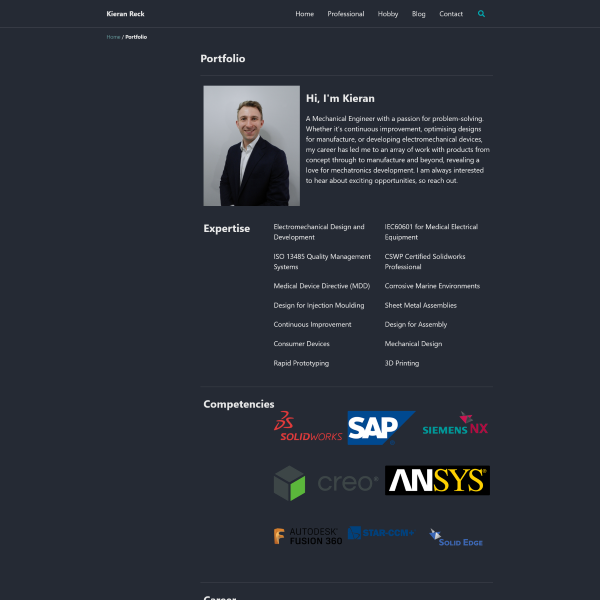 Kieran Reck
Home
Professional
Hobby
Blog
Contact
Home / Portfolio
Portfolio
Hi, I'm Kieran
A Mechanical Engineer with a passion for problem-solving.
Whether it's continuous improvement, optimising designs
for manufacture, or developing electromechanical devices,
my career has led me to an array of work with products from
concept through to manufacture and beyond, revealing a
love for mechatronics development. I am always interested
to hear about exciting opportunities, so reach out.
Expertise
Electromechanical Design and
Development
IEC60601 for Medical Electrical
Equipment
ISO 13485 Quality Management
Systems
CSWP Certified Solidworks
Professional
Medical Device Directive (MDD)
Corrosive Marine Environments
Design for Injection Moulding
Sheet Metal Assemblies
Continuous Improvement
Design for Assembly
Consumer Devices
Mechanical Design
Rapid Prototyping
3D Printing
Competencies
SOLIDWORKS
SAP
SIEMENS NX
creo®
ANSYS®
AUTODESK®
FUSION 360
STAR-CCM+
SOLID EDGE
Career